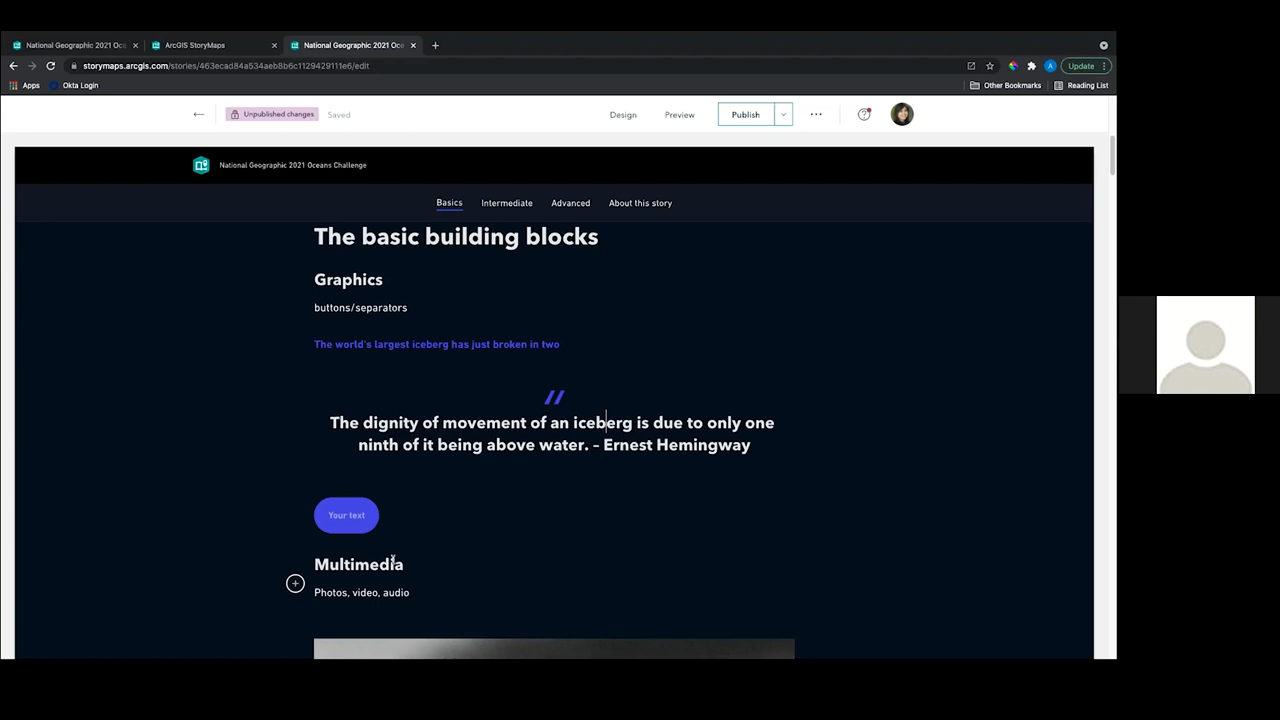 National Geographic 2021 Oce
ArcGIS StoryMaps
National Geographic 2021 Oce
storymaps.arcgis.com/stories/463ecad84a534aeb8b6c1129429111e6/edit
A
Update
Apps
Okta Login
Other Bookmarks
Reading List
Unpublished changes
Saved
Design
Preview
Publish
National Geographic 2021 Oceans Challenge
Basics
Intermediate
Advanced
About this story
The basic building blocks
Graphics
buttons/separators
The world's largest iceberg has just broken in two
The dignity of movement of an iceberg is due to only one
ninth of it being above water. – Ernest Hemingway
Your text
Multimedia
Photos, video, audio